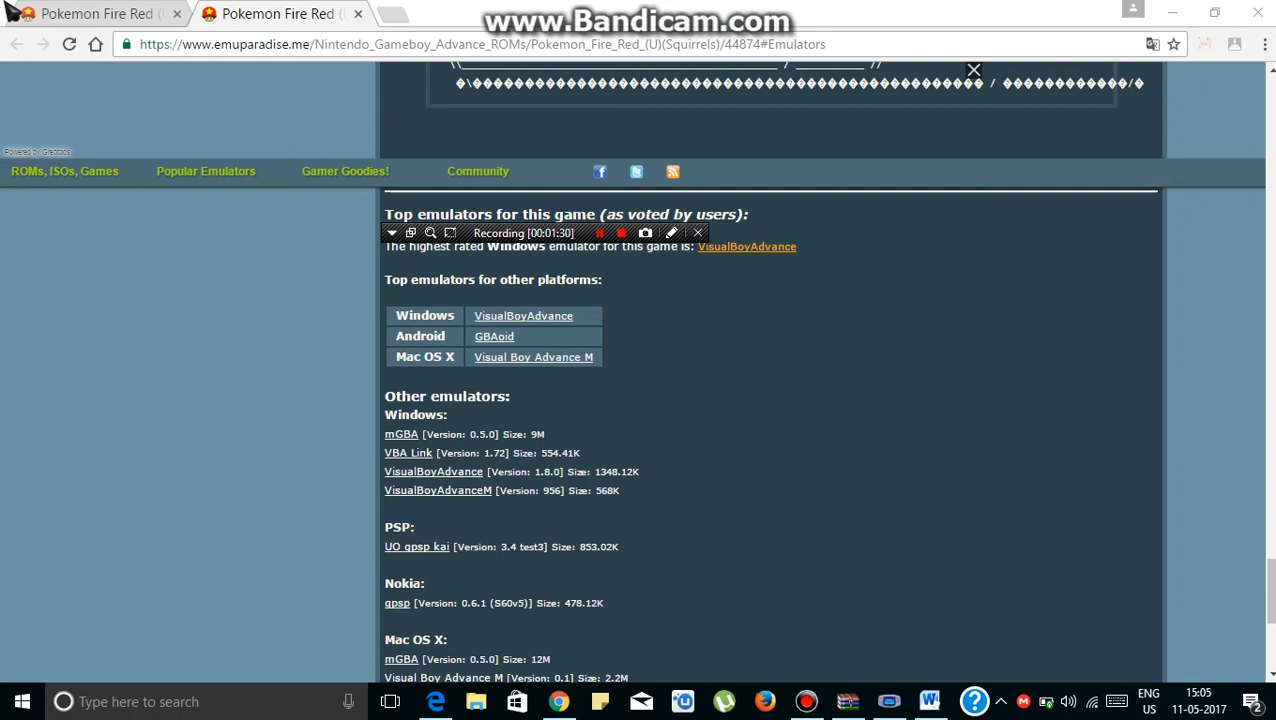 Pokemon Fire Red (
Pokemon Fire Red (
www.Bandicam.com
https://www.emuparadise.me/Nintendo_Gameboy_Advance_ROMs/Pokemon_Fire_Red_(U)(Squirrels)/44874#Emulators
Powered by
ROMs, ISOs, Games Popular Emulators Gamer Goodies! Community
Top emulators for this game (as voted by users):
Recording [00:01:30]
The highest rated Windows emulator for this game is: VisualBoyAdvance
Top emulators for other platforms:
Windows VisualBoyAdvance
Android GBAoid
Mac OS X Visual Boy Advance M
Other emulators:
Windows:
mGBA [Version: 0.5.0] Size: 9M
VBA Link [Version: 1.72] Size: 554.41K
VisualBoyAdvance [Version: 1.8.0] Size: 1348.12K
VisualBoyAdvanceM [Version: 956] Size: 568K
PSP:
UO gpsp kai [Version: 3.4 test3] Size: 853.02K
Nokia:
gpsp [Version: 0.6.1 (S60v5)] Size: 478.12K
Mac OS X:
mGBA [Version: 0.5.0] Size: 12M
Visual Boy Advance M [Version: 0.1] Size: 2.2M
Type here to search
ENG
US
15:05
11-05-2017
2